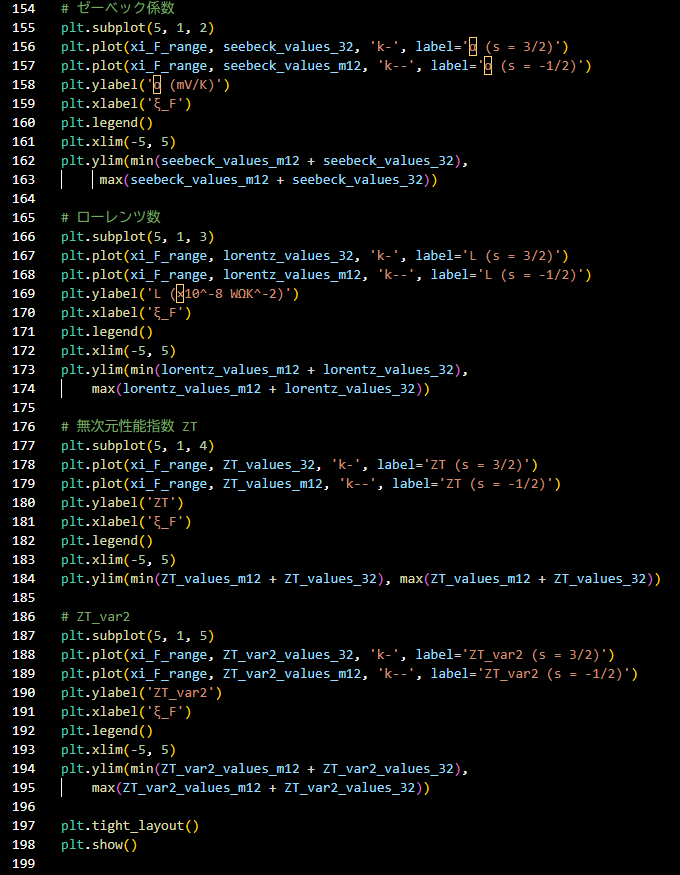 154 # ゼーベック係数
155 plt.subplot(5, 1, 2)
156 plt.plot(xi_F_range, seebeck_values_32, 'k-', label='α (s = 3/2)')
157 plt.plot(xi_F_range, seebeck_values_m12, 'k--', label='α (s = -1/2)')
158 plt.ylabel('α (mV/K)')
159 plt.xlabel('ξ_F')
160 plt.legend()
161 plt.xlim(-5, 5)
162 plt.ylim(min(seebeck_values_m12 + seebeck_values_32),
163 max(seebeck_values_m12 + seebeck_values_32))
164
165 # ローレンツ数
166 plt.subplot(5, 1, 3)
167 plt.plot(xi_F_range, lorentz_values_32, 'k-', label='L (s = 3/2)')
168 plt.plot(xi_F_range, lorentz_values_m12, 'k--', label='L (s = -1/2)')
169 plt.ylabel('L (×10^-8 WΩK^-2)')
170 plt.xlabel('ξ_F')
171 plt.legend()
172 plt.xlim(-5, 5)
173 plt.ylim(min(lorentz_values_m12 + lorentz_values_32),
174 max(lorentz_values_m12 + lorentz_values_32))
175
176 # 無次元性能指数 ZT
177 plt.subplot(5, 1, 4)
178 plt.plot(xi_F_range, ZT_values_32, 'k-', label='ZT (s = 3/2)')
179 plt.plot(xi_F_range, ZT_values_m12, 'k--', label='ZT (s = -1/2)')
180 plt.ylabel('ZT')
181 plt.xlabel('ξ_F')
182 plt.legend()
183 plt.xlim(-5, 5)
184 plt.ylim(min(ZT_values_m12 + ZT_values_32), max(ZT_values_m12 + ZT_values_32))
185
186 # ZT_var2
187 plt.subplot(5, 1, 5)
188 plt.plot(xi_F_range, ZT_var2_values_32, 'k-', label='ZT_var2 (s = 3/2)')
189 plt.plot(xi_F_range, ZT_var2_values_m12, 'k--', label='ZT_var2 (s = -1/2)')
190 plt.ylabel('ZT_var2')
191 plt.xlabel('ξ_F')
192 plt.legend()
193 plt.xlim(-5, 5)
194 plt.ylim(min(ZT_var2_values_m12 + ZT_var2_values_32),
195 max(ZT_var2_values_m12 + ZT_var2_values_32))
196
197 plt.tight_layout()
198 plt.show()
199